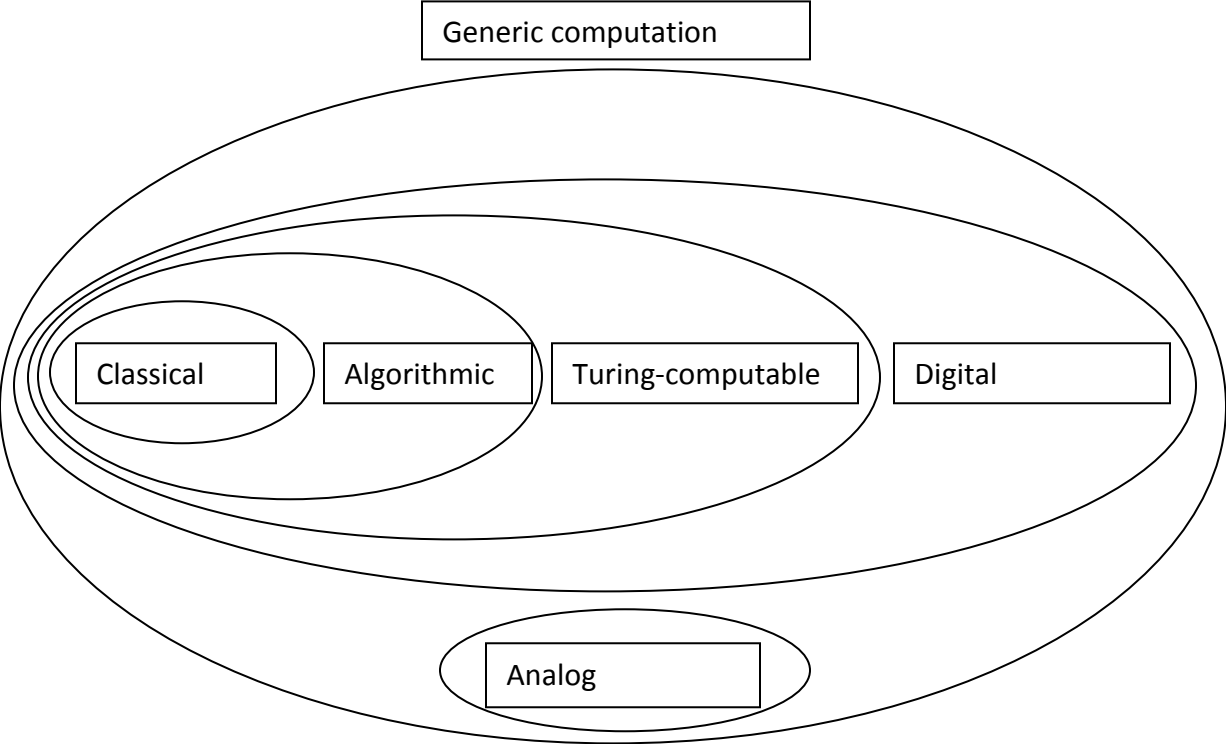 Generic computation
Classical
Algorithmic
Turing-computable
Digital
Analog